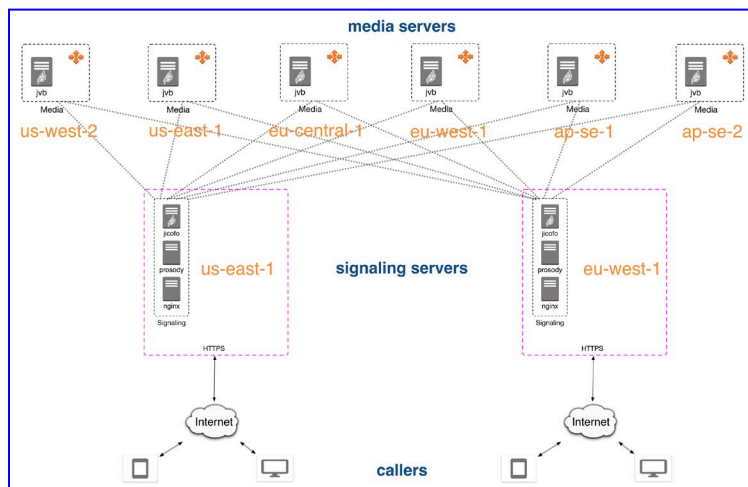 media servers
jvb
jvb
jvb
jvb
jvb
jvb
Media
Media
Media
Media
Media
Media
us-west-2
us-east-1
eu-central-1
eu-west-1
ap-se-1
ap-se-2
jicofo
prosody
us-east-1
nginx
Signaling
HTTPS
signaling servers
jicofo
prosody
eu-west-1
nginx
Signaling
HTTPS
Internet
Internet
callers